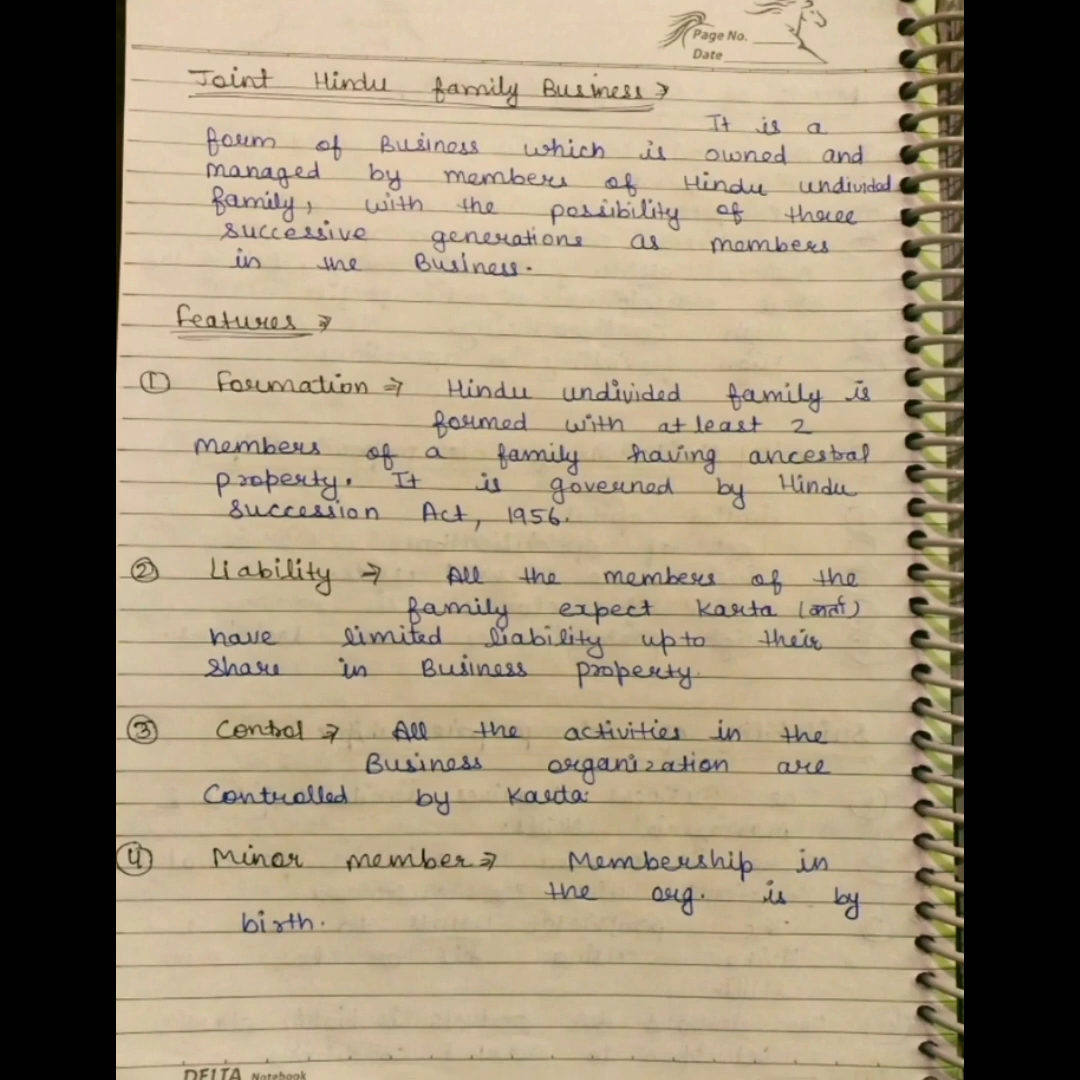 Page No.
Date
Joint Hindu family Business →
It is a
form of Business which is owned and
managed by members of Hindu undivided
family, with the possibility of three
successive generations as members
in the Business.
Features ⇒
① Formation ⇒ Hindu undivided family is
formed with at least 2
members of a family having ancestral
property. It is governed by Hindu
Succession Act, 1956.
② Liability ⇒ All the members of the
family expect Karta (कर्ता)
have limited liability upto their
share in Business property.
③ Control ⇒ All the activities in the
Business organization are
Controlled by Karta.
④ Minor member ⇒ Membership in
the org. is by
birth.
DELTA Notebook